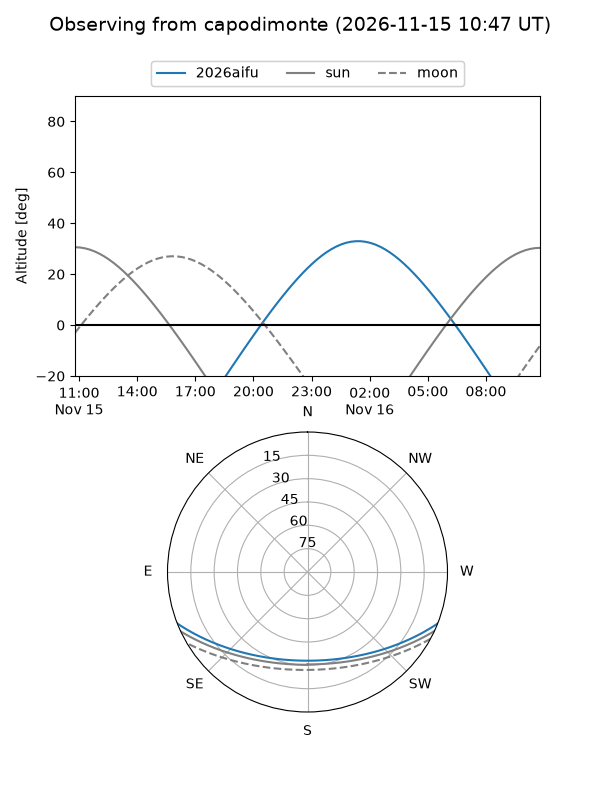 Observing from capodimonte (2026-11-15 10:47 UT)
2026aifu sun moon
80
60
40
20
0
−20
Altitude [deg]
11:00 14:00 17:00 20:00 23:00 02:00 05:00 08:00
Nov 15 Nov 16
N
NE NW
15
30
45
60
75
E W
SE SW
S